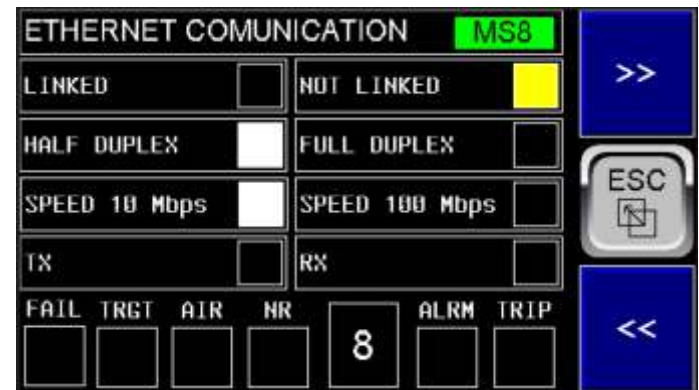 ETHERNET COMUNICATION MS8
LINKED NOT LINKED
HALF DUPLEX FULL DUPLEX
SPEED 10 Mbps SPEED 100 Mbps
TX RX
FAIL TRGT AIR NR ALRM TRIP
8
>>
ESC
<<